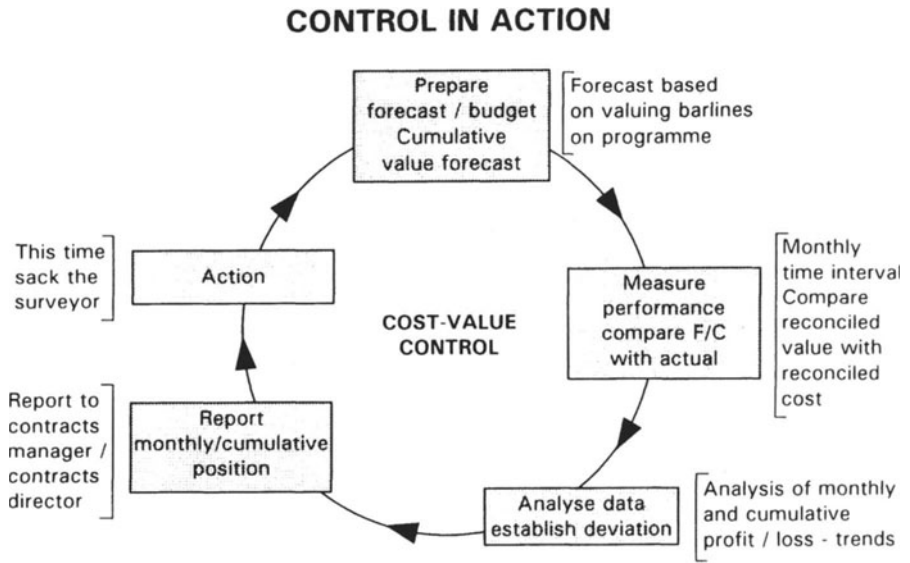 CONTROL IN ACTION
Prepare
forecast / budget
Cumulative
value forecast
Forecast based
on valuing barlines
on programme
Measure
performance
compare F/C
with actual
Monthly
time interval
Compare
reconciled
value with
reconciled
cost
Analyse data
establish deviation
Analysis of monthly
and cumulative
profit / loss - trends
Report
monthly/cumulative
position
Report to
contracts
manager /
contracts
director
Action
This time
sack the
surveyor
COST-VALUE
CONTROL